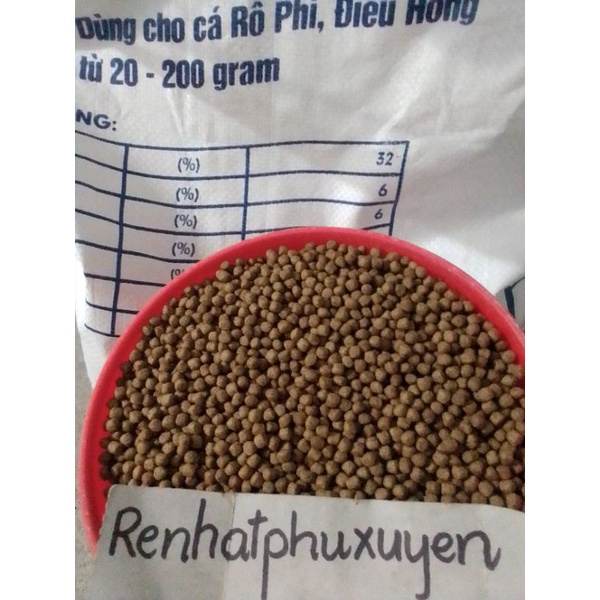 Dùng cho cá Rô Phi, Điêu Hồng
từ 20 - 200 gram
NG:
(%) 32
(%) 6
(%) 6
(%)
(%
Renhatphuxuyen